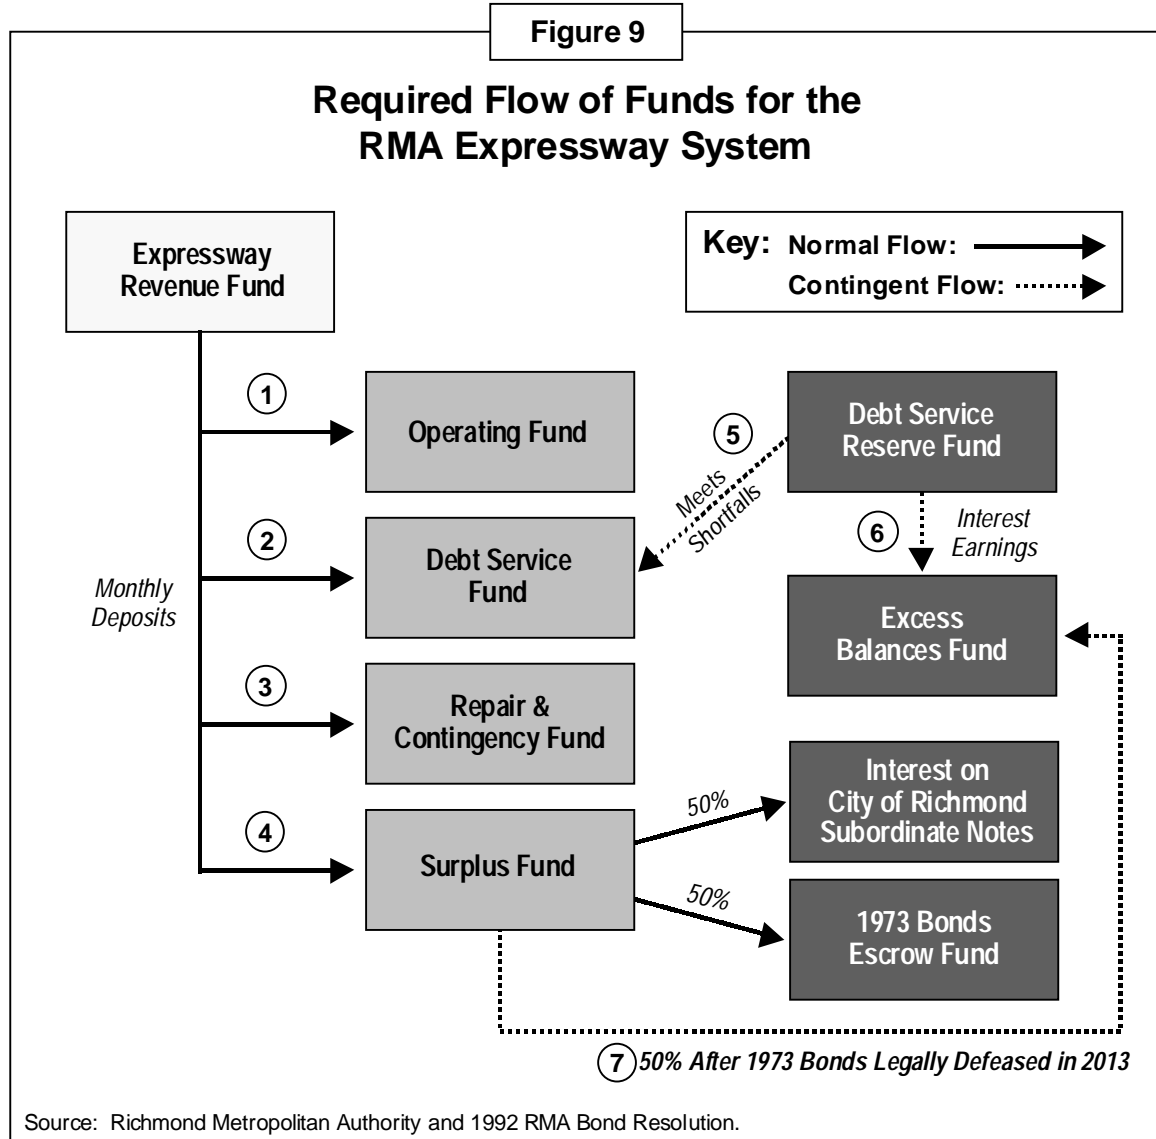 Figure 9
Required Flow of Funds for the
RMA Expressway System
Expressway
Revenue Fund
Key: Normal Flow:
Contingent Flow:
Monthly
Deposits
1
Operating Fund
2
Debt Service
Fund
3
Repair &
Contingency Fund
4
Surplus Fund
5
Meets
Shortfalls
Debt Service
Reserve Fund
6
Interest
Earnings
Excess
Balances Fund
50%
Interest on
City of Richmond
Subordinate Notes
50%
1973 Bonds
Escrow Fund
7 50% After 1973 Bonds Legally Defeased in 2013
Source: Richmond Metropolitan Authority and 1992 RMA Bond Resolution.